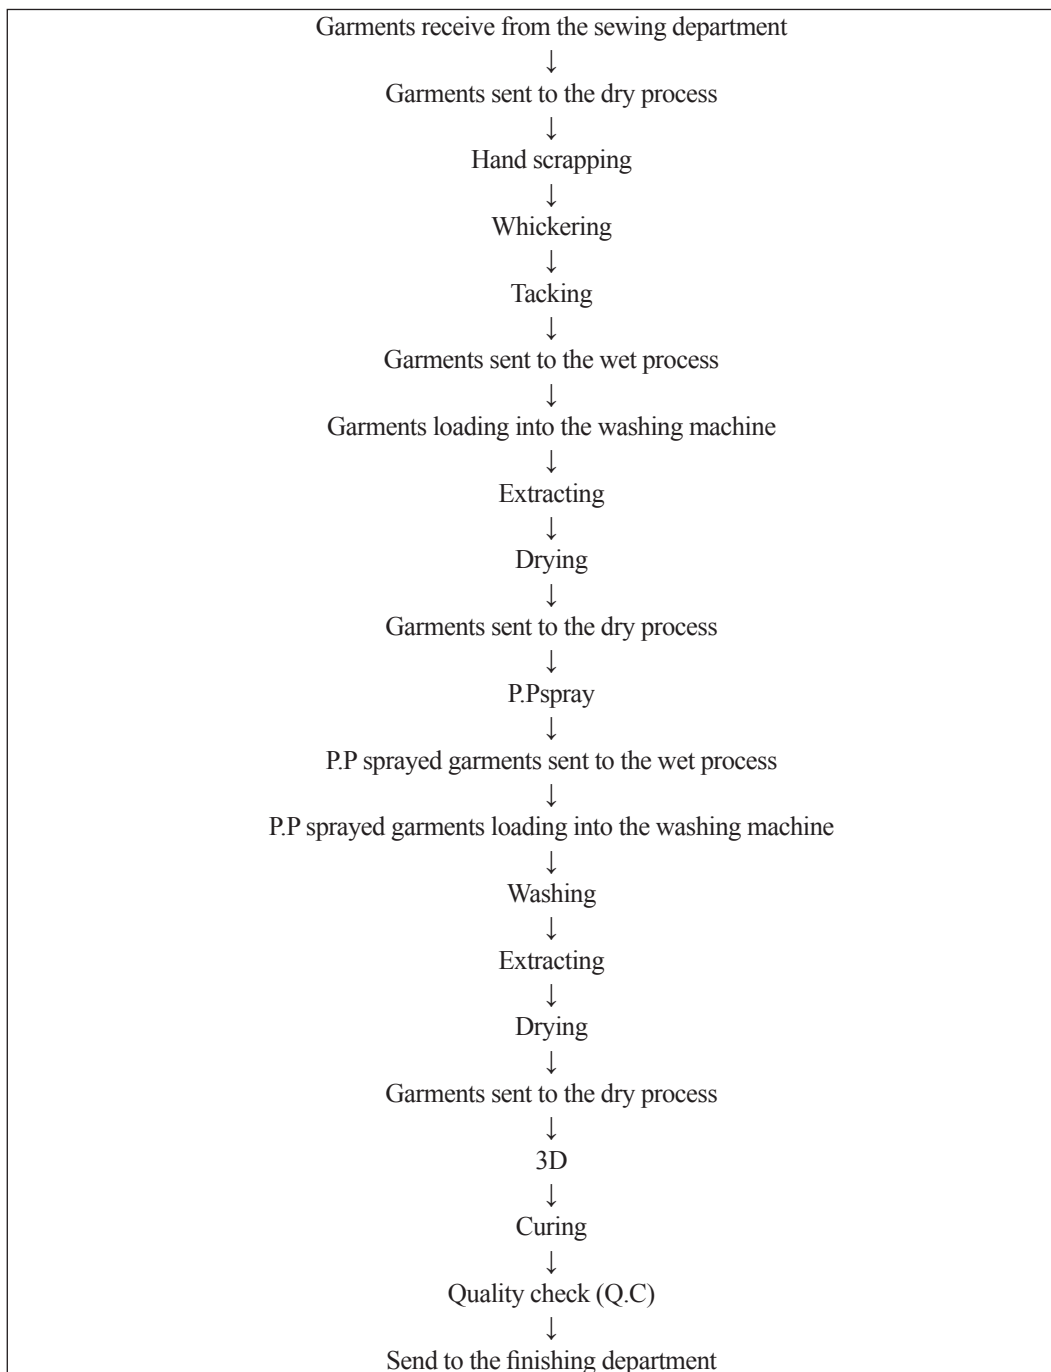 Garments receive from the sewing department
↓
Garments sent to the dry process
↓
Hand scrapping
↓
Whickering
↓
Tacking
↓
Garments sent to the wet process
↓
Garments loading into the washing machine
↓
Extracting
↓
Drying
↓
Garments sent to the dry process
↓
P.Pspray
↓
P.P sprayed garments sent to the wet process
↓
P.P sprayed garments loading into the washing machine
↓
Washing
↓
Extracting
↓
Drying
↓
Garments sent to the dry process
↓
3D
↓
Curing
↓
Quality check (Q.C)
↓
Send to the finishing department